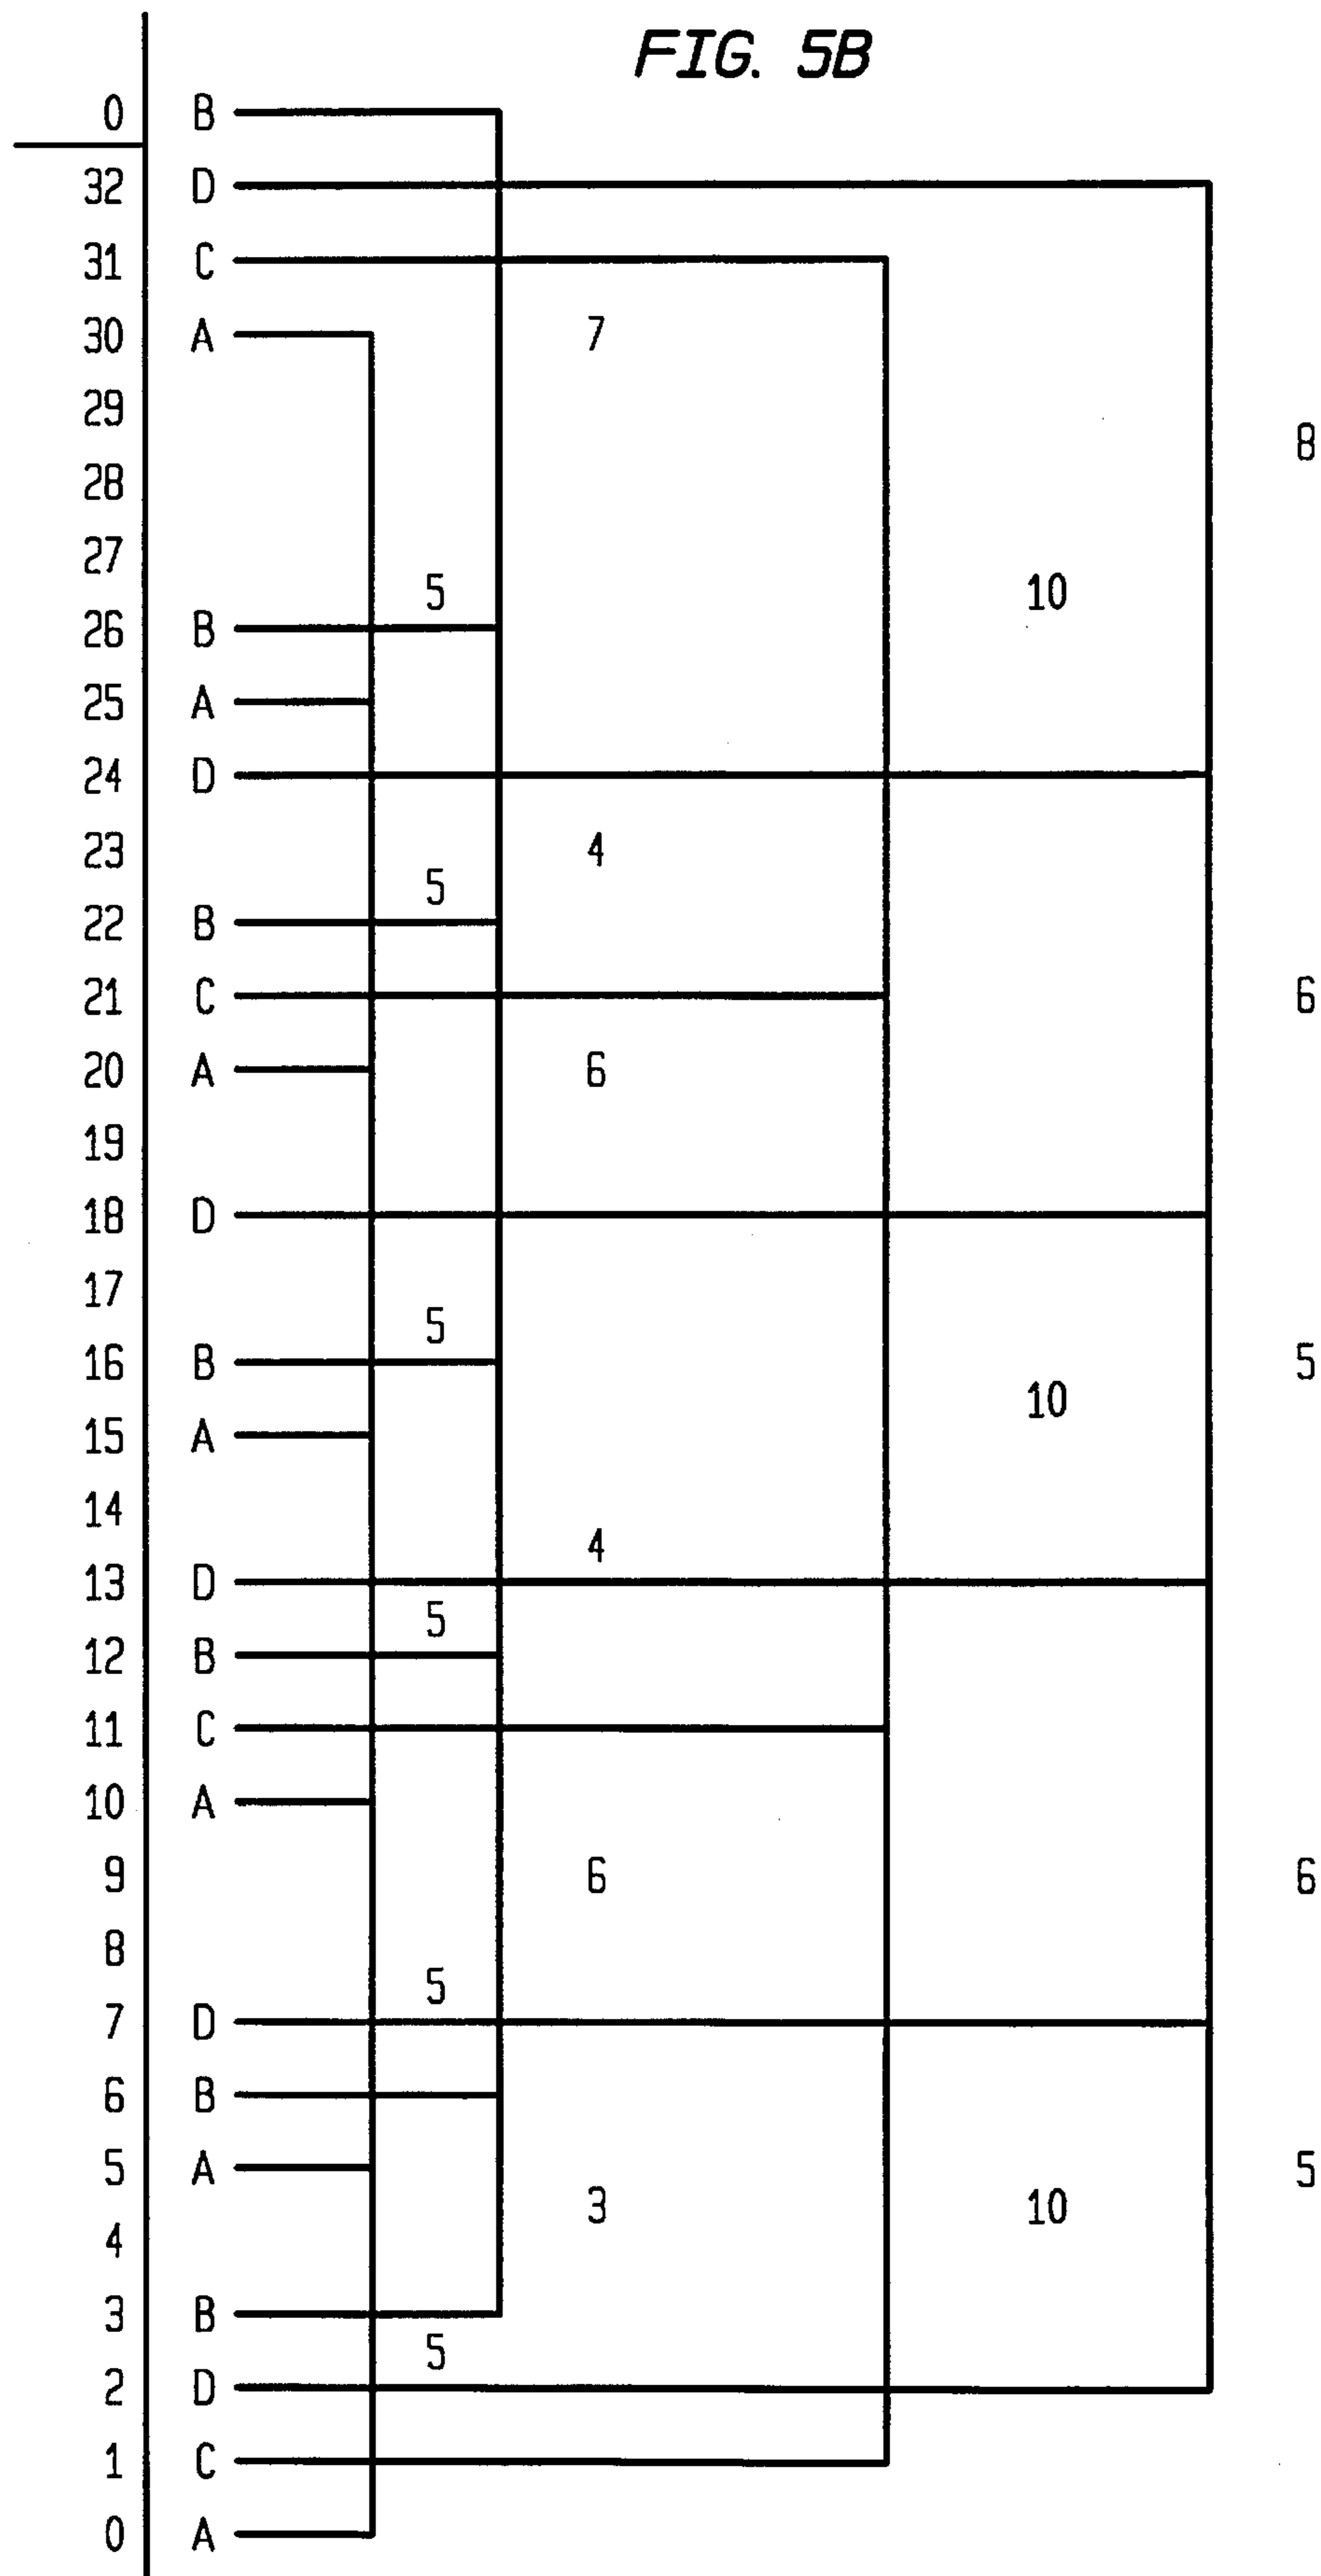 FIG. 5B
0 B
32 D
31 C
30 A 7
29
8
28
27
5 10
26 B
25 A
24 D
23 4
5
22 B
21 C 6
20 A 6
19
18 D
17
5
16 B 5
10
15 A
14
4
13 D
5
12 B
11 C
10 A
9 6 6
8
5
7 D
6 B
5 A 5
3 10
4
3 B
5
2 D
1 C
0 A